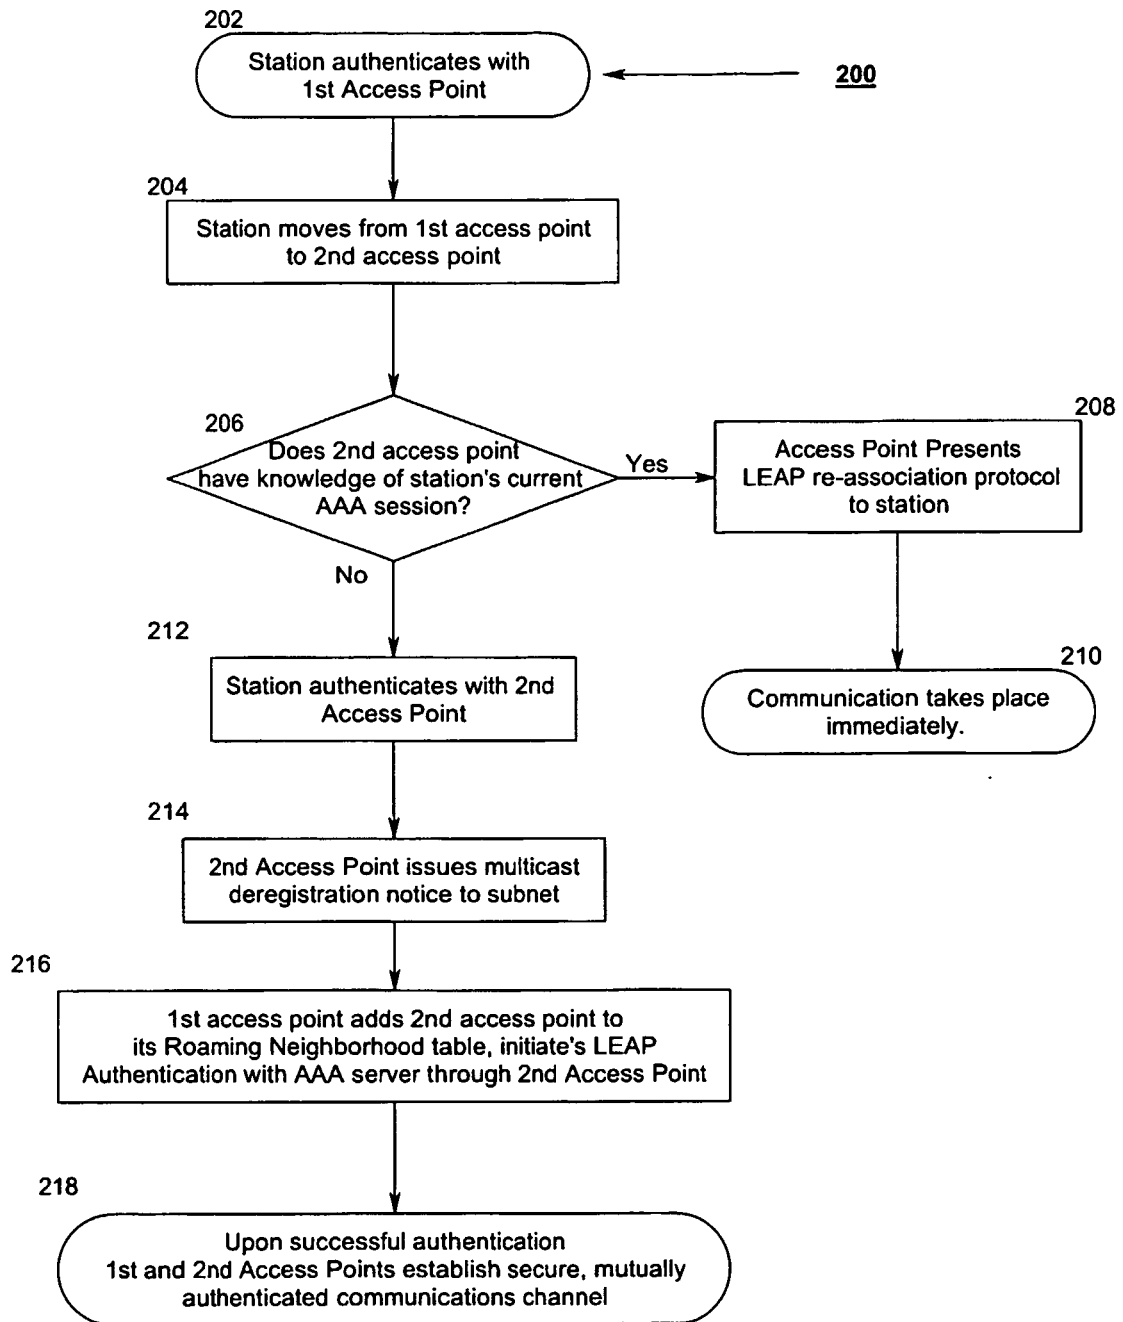 202
Station authenticates with
1st Access Point
200
204
Station moves from 1st access point
to 2nd access point
206
Does 2nd access point
have knowledge of station's current
AAA session?
Yes
208
Access Point Presents
LEAP re-association protocol
to station
No
210
Communication takes place
immediately.
212
Station authenticates with 2nd
Access Point
214
2nd Access Point issues multicast
deregistration notice to subnet
216
1st access point adds 2nd access point to
its Roaming Neighborhood table, initiate's LEAP
Authentication with AAA server through 2nd Access Point
218
Upon successful authentication
1st and 2nd Access Points establish secure, mutually
authenticated communications channel